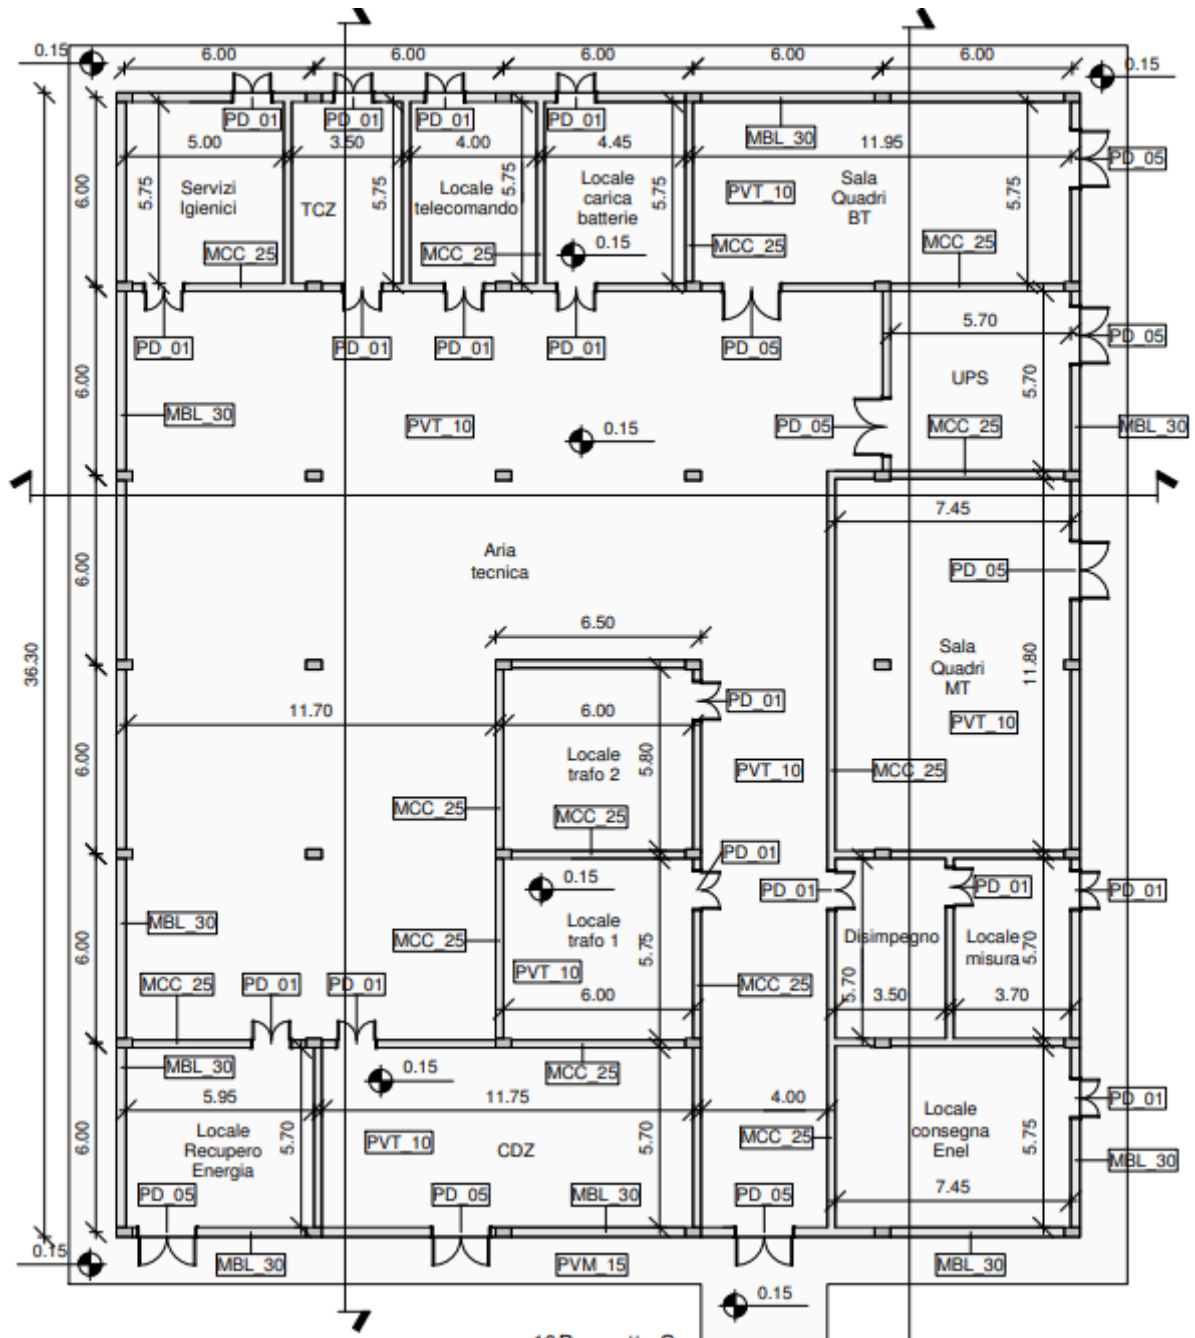 0.15
6.00
6.00
6.00
6.00
6.00
0.15
PD_01
PD_01
PD_01
PD_01
MBL_30
5.00
3.50
4.00
4.45
11.95
PD_05
6.00
5.75
Servizi
Igienici
TCZ
5.75
Locale
telecomando
5.75
Locale
carica
batterie
5.75
PVT_10
Sala
Quadri
BT
5.75
MCC_25
MCC_25
0.15
MCC_25
MCC_25
PD_01
PD_01
PD_01
PD_01
PD_05
5.70
PD_05
6.00
UPS
5.70
MBL_30
PVT_10
0.15
PD_05
MCC_25
MBL_30
7.45
6.00
Aria
tecnica
PD_05
6.50
36.30
Sala
Quadri
MT
11.80
11.70
6.00
PD_01
PVT_10
6.00
Locale
trafo 2
5.80
PVT_10
MCC_25
MCC_25
MCC_25
PD_01
0.15
PD_01
PD_01
PD_01
6.00
MBL_30
MCC_25
Locale
trafo 1
5.75
Disimpegno
Locale
misura
5.70
MCC_25
PD_01
PD_01
PVT_10
6.00
MCC_25
5.70
3.50
3.70
MBL_30
0.15
MCC_25
5.95
11.75
4.00
PD_01
6.00
Locale
Recupero
Energia
5.70
PVT_10
CDZ
5.70
MCC_25
Locale
consegna
Enel
5.75
MBL_30
PD_05
PD_05
MBL_30
PD_05
7.45
0.15
MBL_30
PVM_15
MBL_30
0.15